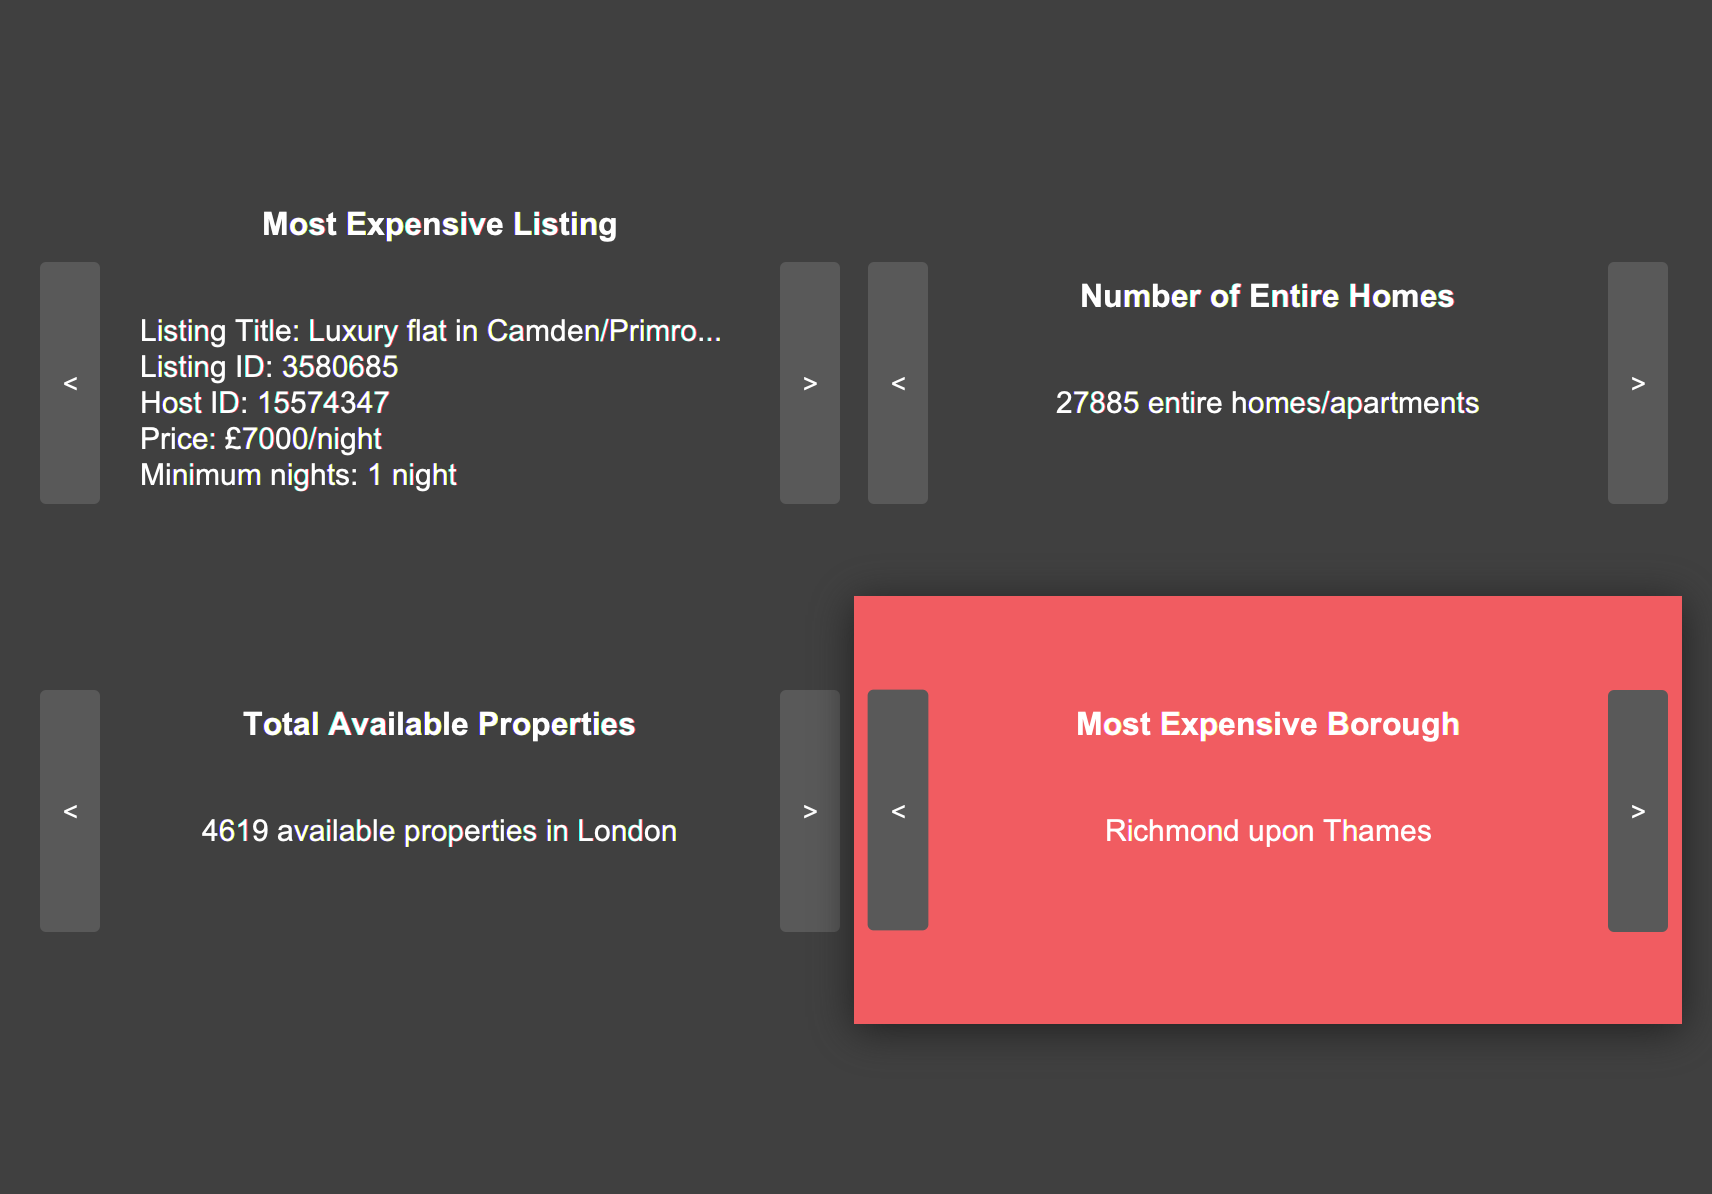 Most Expensive Listing
<
Listing Title: Luxury flat in Camden/Primro...
Listing ID: 3580685
Host ID: 15574347
Price: £7000/night
Minimum nights: 1 night
>
Number of Entire Homes
<
27885 entire homes/apartments
>
Total Available Properties
<
4619 available properties in London
>
Most Expensive Borough
<
Richmond upon Thames
>